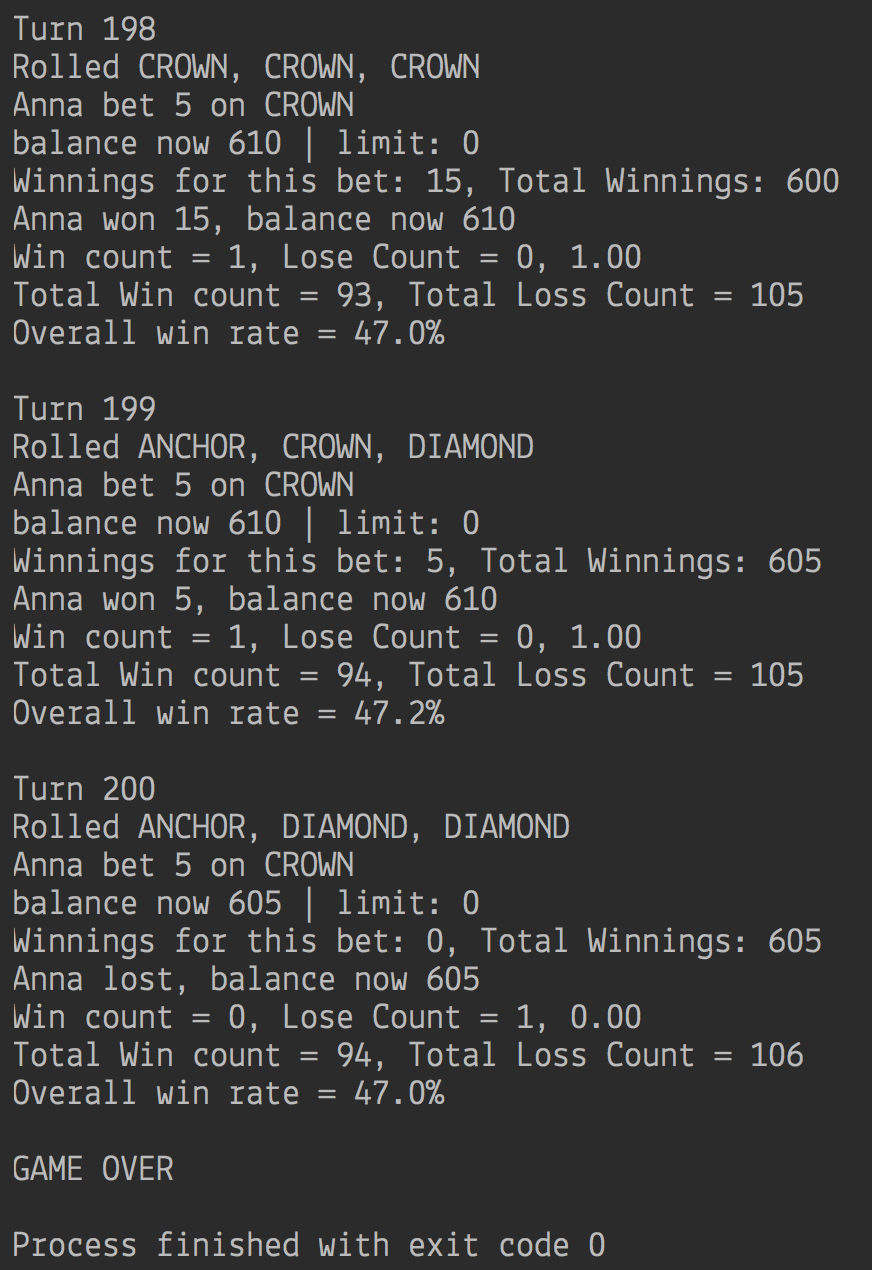 Turn 198
Rolled CROWN, CROWN, CROWN
Anna bet 5 on CROWN
balance now 610 | limit: 0
Winnings for this bet: 15, Total Winnings: 600
Anna won 15, balance now 610
Win count = 1, Lose Count = 0, 1.00
Total Win count = 93, Total Loss Count = 105
Overall win rate = 47.0%

Turn 199
Rolled ANCHOR, CROWN, DIAMOND
Anna bet 5 on CROWN
balance now 610 | limit: 0
Winnings for this bet: 5, Total Winnings: 605
Anna won 5, balance now 610
Win count = 1, Lose Count = 0, 1.00
Total Win count = 94, Total Loss Count = 105
Overall win rate = 47.2%

Turn 200
Rolled ANCHOR, DIAMOND, DIAMOND
Anna bet 5 on CROWN
balance now 605 | limit: 0
Winnings for this bet: 0, Total Winnings: 605
Anna lost, balance now 605
Win count = 0, Lose Count = 1, 0.00
Total Win count = 94, Total Loss Count = 106
Overall win rate = 47.0%

GAME OVER

Process finished with exit code 0